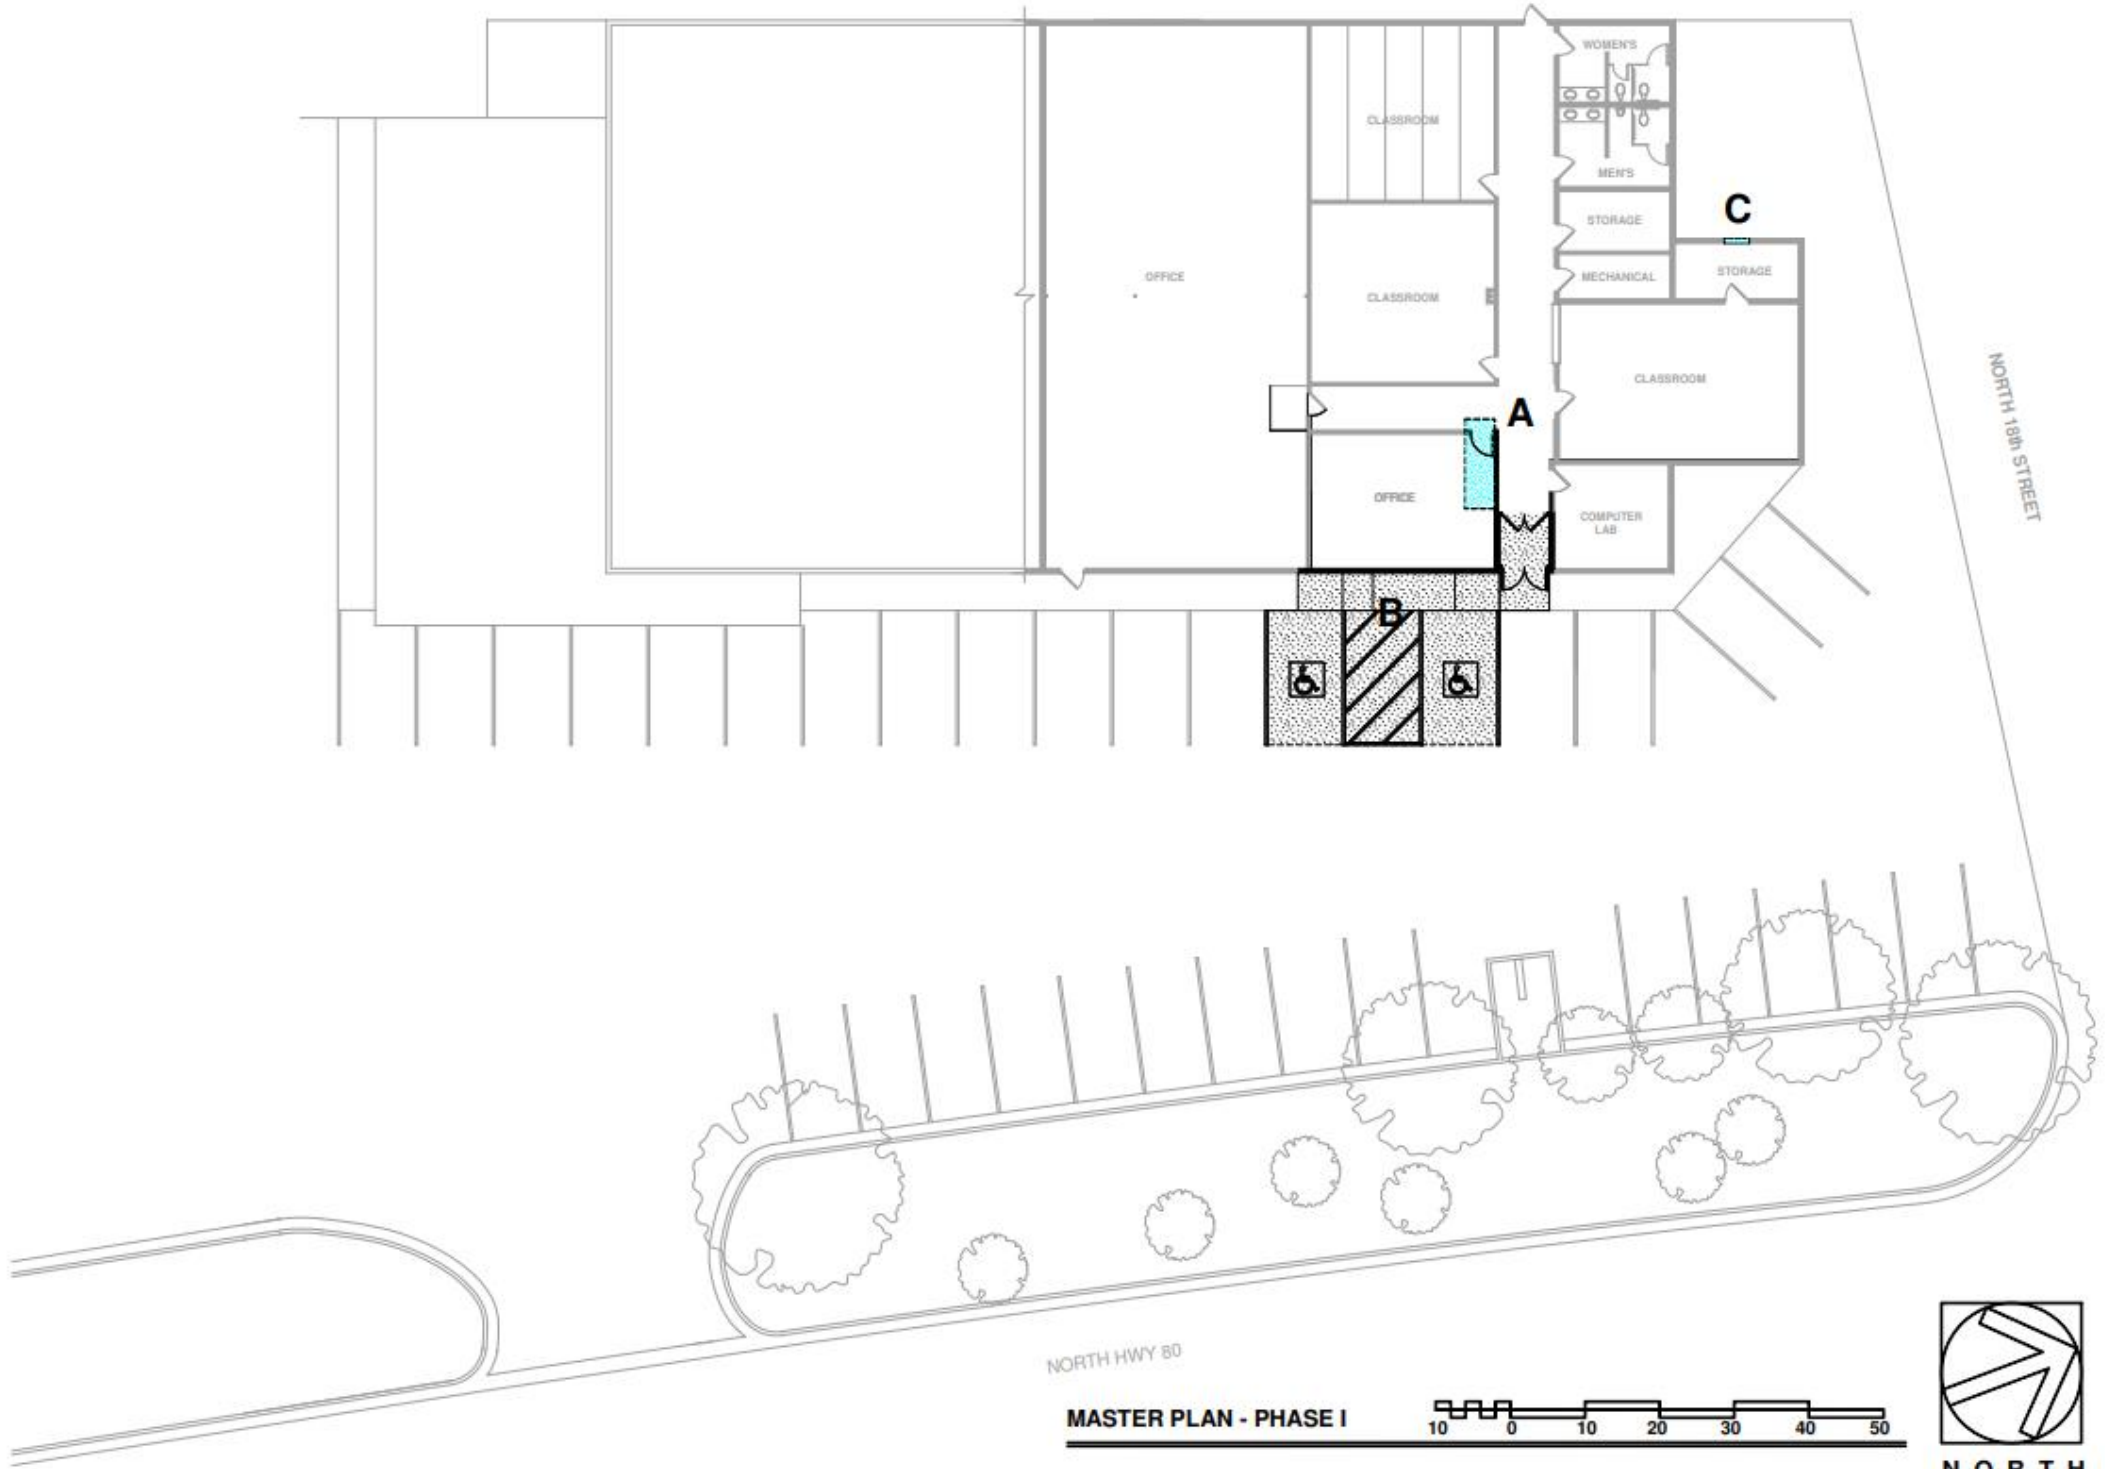 WOMEN'S
CLASSROOM
MEN'S
C
STORAGE
STORAGE
OFFICE
MECHANICAL
CLASSROOM
CLASSROOM
NORTH 18th STREET
A
OFFICE
COMPUTER
LAB
B
NORTH HWY 80
MASTER PLAN - PHASE I
10 0 10 20 30 40 50
NORTH